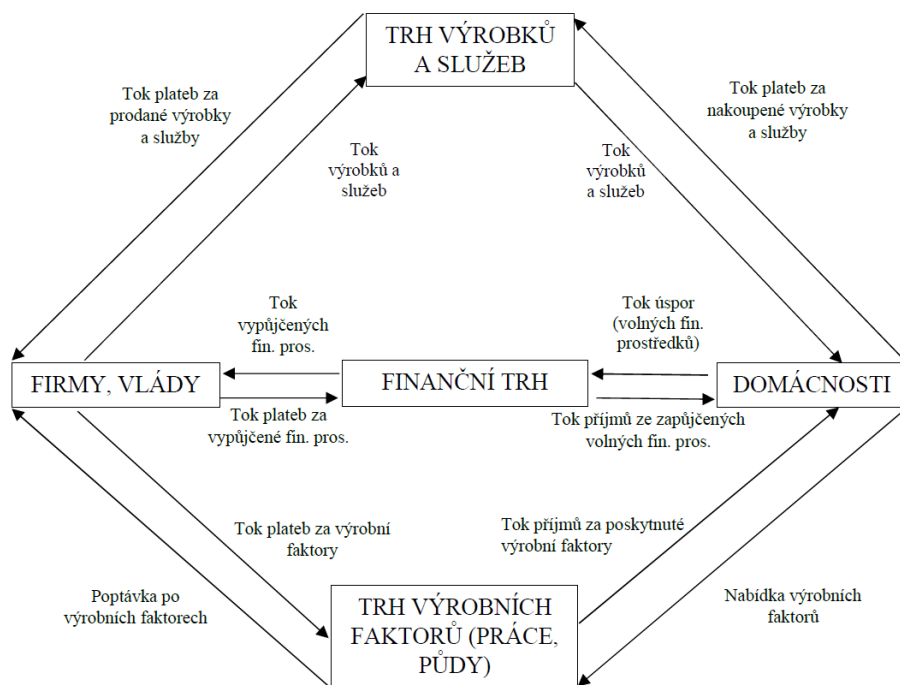 TRH VÝROBKŮ
A SLUŽEB
Tok plateb za
prodané výrobky
a služby
Tok plateb za
nakoupené výrobky
a služby
Tok
výrobků a
služeb
Tok
výrobků
a služeb
Tok
vypůjčených
fin. pros.
Tok úspor
(volných fin.
prostředků)
FIRMY, VLÁDY
FINANČNÍ TRH
DOMÁCNOSTI
Tok plateb za
vypůjčené fin. pros.
Tok příjmů ze zapůjčených
volných fin. pros.
Tok plateb za výrobní
faktory
Tok příjmů za poskytnuté
výrobní faktory
Poptávka po
výrobních faktorech
TRH VÝROBNÍCH
FAKTORŮ (PRÁCE,
PŮDY)
Nabídka výrobních
faktorů